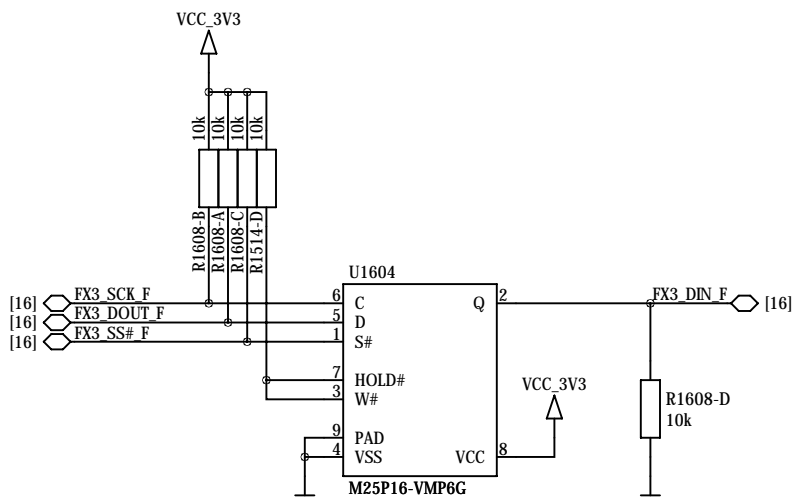 VCC_3V3
10k
10k
10k
10k
R1608-B
R1608-A
R1608-C
R1514-D
U1604
[16] FX3_SCK_F 6 C Q 2 FX3_DIN_F [16]
[16] FX3_DOUT_F 5 D
[16] FX3_SS#_F 1 S#
7 HOLD#
3 W#
VCC_3V3
R1608-D
10k
9 PAD
4 VSS VCC 8
M25P16-VMP6G